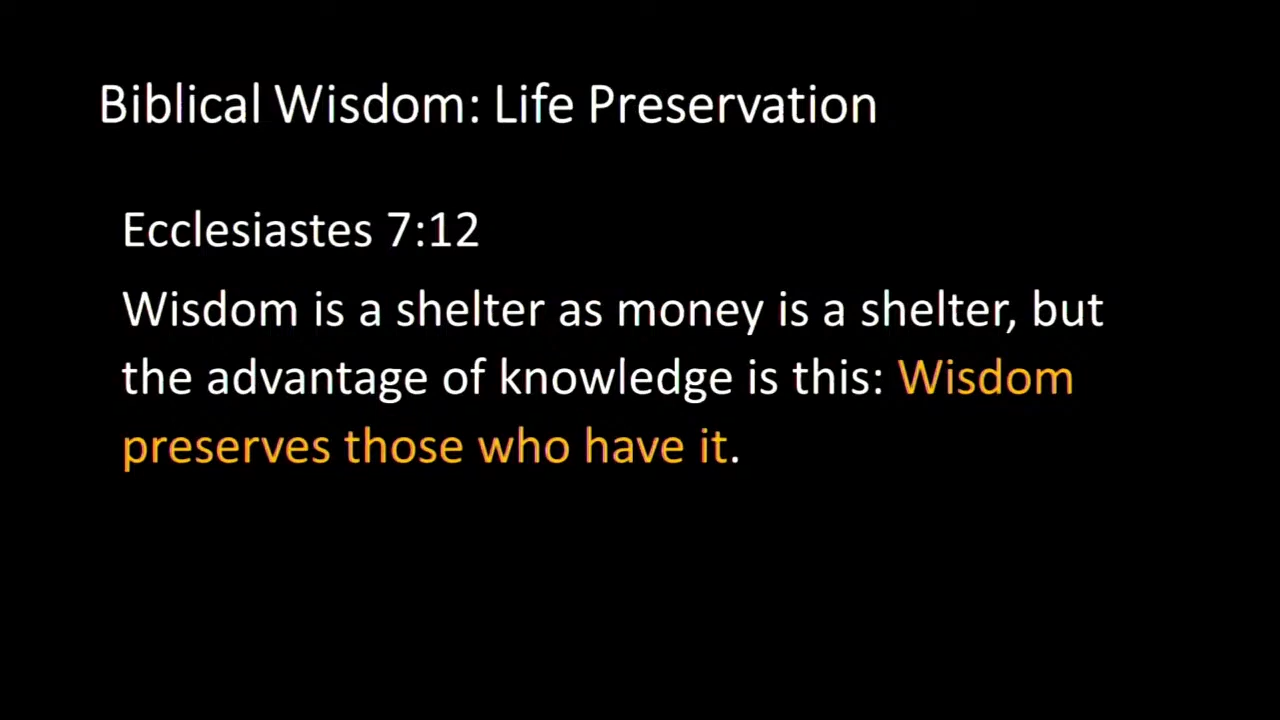 Biblical Wisdom: Life Preservation
Ecclesiastes 7:12
Wisdom is a shelter as money is a shelter, but
the advantage of knowledge is this: Wisdom
preserves those who have it.